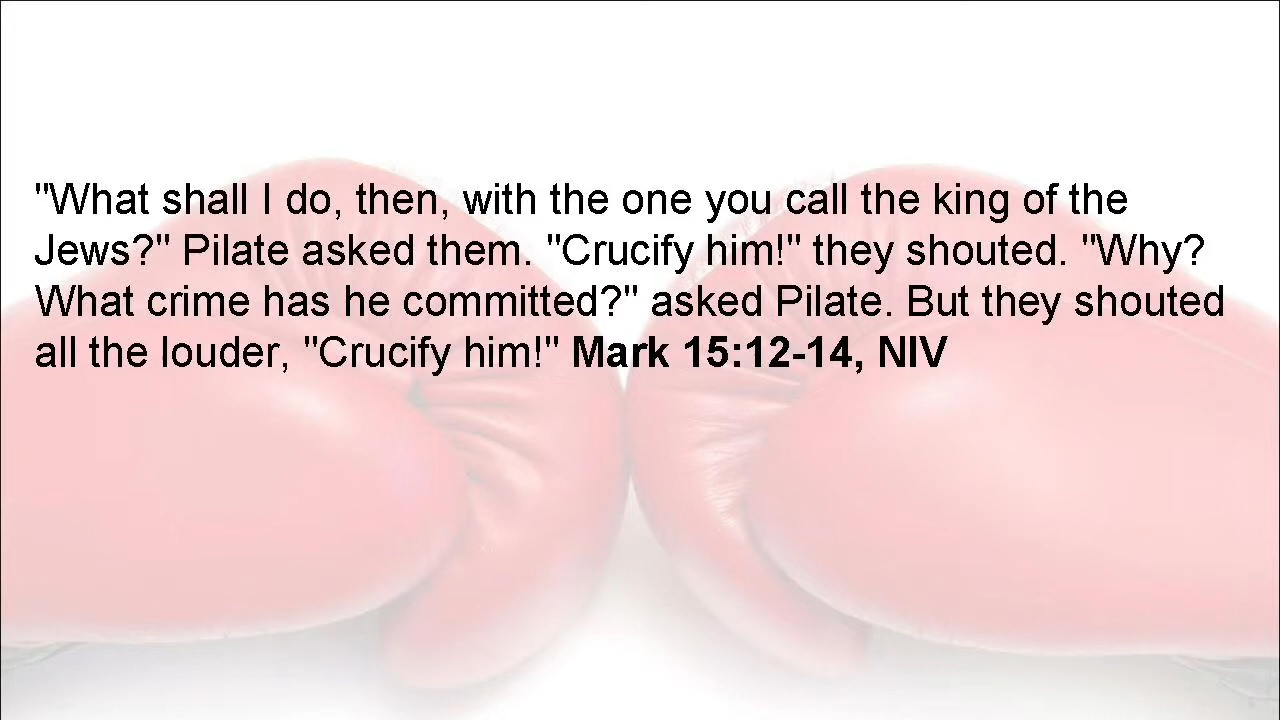 "What shall I do, then, with the one you call the king of the
Jews?" Pilate asked them. "Crucify him!" they shouted. "Why?
What crime has he committed?" asked Pilate. But they shouted
all the louder, "Crucify him!" Mark 15:12-14, NIV